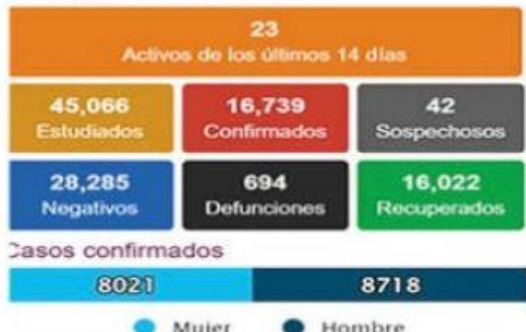 23
Activos de los últimos 14 días
45,066
Estudiados
16,739
Confirmados
42
Sospechosos
28,285
Negativos
694
Defunciones
16,022
Recuperados
Casos confirmados
8021 8718
Mujer Hombre